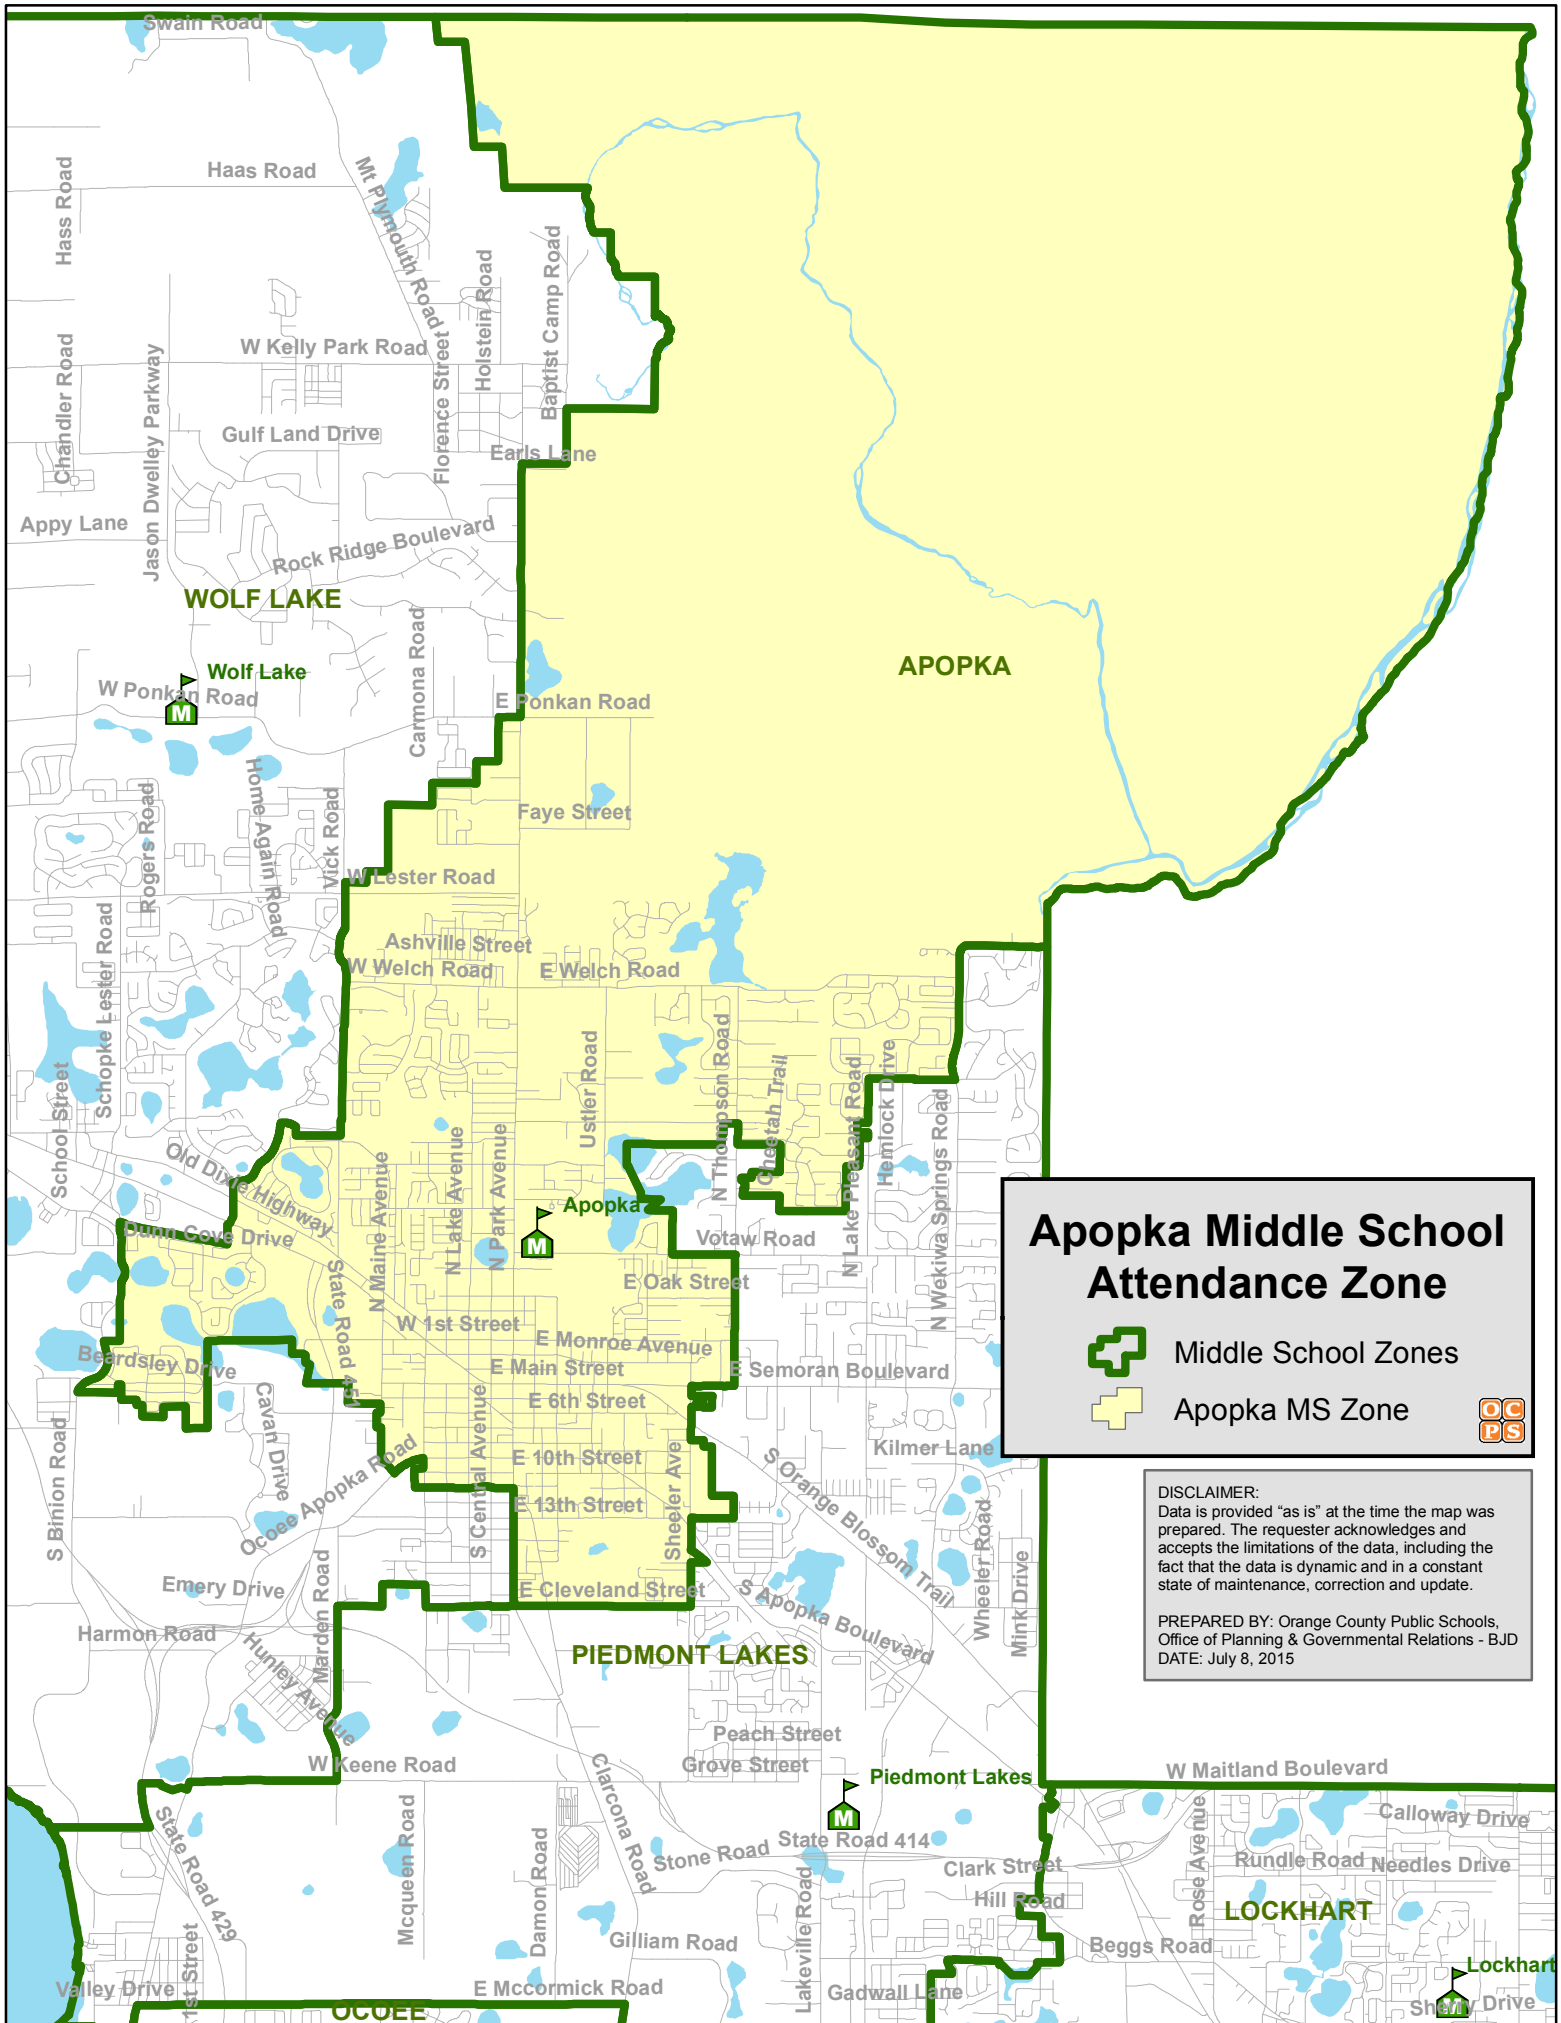 Swain Road
Haas Road
Hass Road
Mt Plymouth Road
Holstein Road
Baptist Camp Road
W Kelly Park Road
Florence Street
Chandler Road
Jason Dwelley Parkway
Gulf Land Drive
Earls Lane
Appy Lane
Rock Ridge Boulevard
WOLF LAKE
Carmona Road
APOPKA
Wolf Lake
W Ponkan Road
M
E Ponkan Road
Home Again Road
Rogers Road
Vick Road
Faye Street
W Lester Road
Schopke Lester Road
Ashville Street
W Welch Road
E Welch Road
School Street
Ustler Road
N Thompson Road
Cheetah Trail
N Lake Pleasant Road
Hemlock Drive
N Wekiwa Springs Road
Old Dixie Highway
N Maine Avenue
N Lake Avenue
N Park Avenue
Apopka
M
Dunn Cove Drive
Votaw Road
State Road 451
E Oak Street
W 1st Street
E Monroe Avenue
Beardsley Drive
E Main Street
E Semoran Boulevard
Apopka Middle School
Attendance Zone
Middle School Zones
Apopka MS Zone
OC
PS
Cavan Drive
E 6th Street
S Binion Road
Ocoee Apopka Road
S Central Avenue
E 10th Street
Sheeler Ave
Kilmer Lane
S Orange Blossom Trail
E 13th Street
Wheeler Road
Mink Drive
DISCLAIMER:
Data is provided “as is” at the time the map was
prepared. The requester acknowledges and
accepts the limitations of the data, including the
fact that the data is dynamic and in a constant
state of maintenance, correction and update.
PREPARED BY: Orange County Public Schools,
Office of Planning & Governmental Relations - BJD
DATE: July 8, 2015
Emery Drive
Marden Road
E Cleveland Street
S Apopka Boulevard
Harmon Road
Hunley Avenue
PIEDMONT LAKES
Peach Street
W Keene Road
Grove Street
Clarcona Road
Piedmont Lakes
M
W Maitland Boulevard
State Road 429
Mcqueen Road
Damon Road
Stone Road
State Road 414
Clark Street
Calloway Drive
Rose Avenue
Rundle Road
Needles Drive
Lakeville Road
Hill Road
LOCKHART
Gilliam Road
Beggs Road
Valley Drive
1st Street
E Mccormick Road
Gadwall Lane
Lockhart
M
Sherry Drive
OCOEE